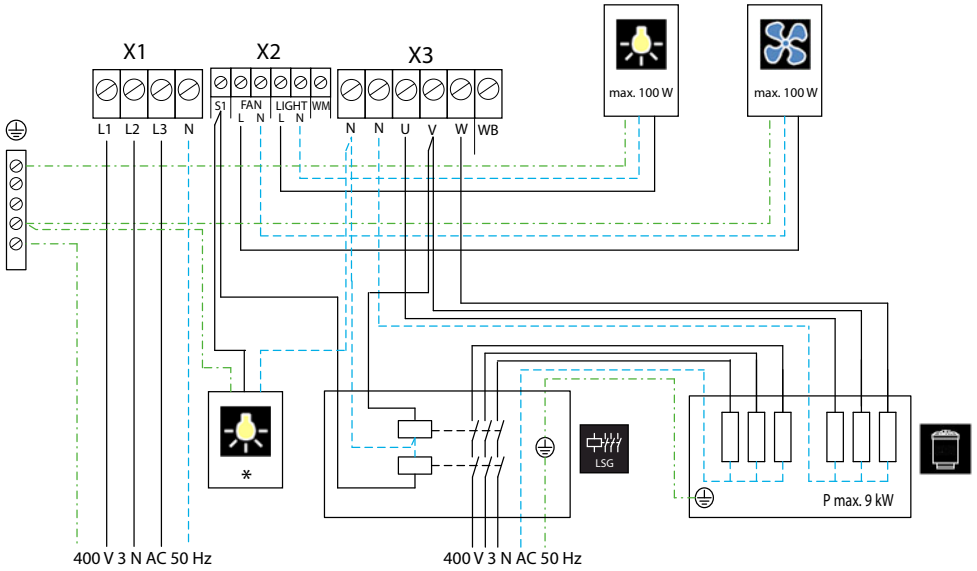 X1 X2 X3
max. 100 W max. 100 W
S1 FAN LIGHT WM
L N L N
L1 L2 L3 N
N N U V W WB
LSG
*
P max. 9 kW
400 V 3 N AC 50 Hz 400 V 3 N AC 50 Hz